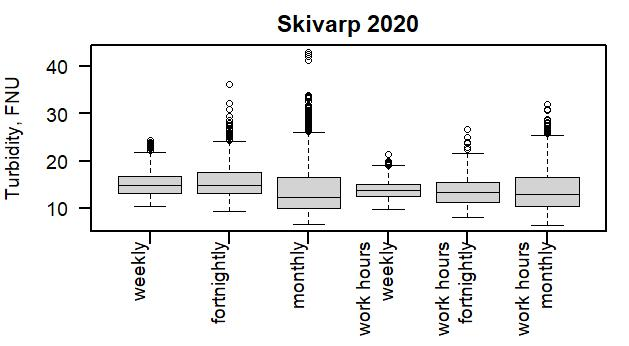 Skivarp 2020
Turbidity, FNU
40
30
20
10
weekly
fortnightly
monthly
work hours
weekly
work hours
fortnightly
work hours
monthly